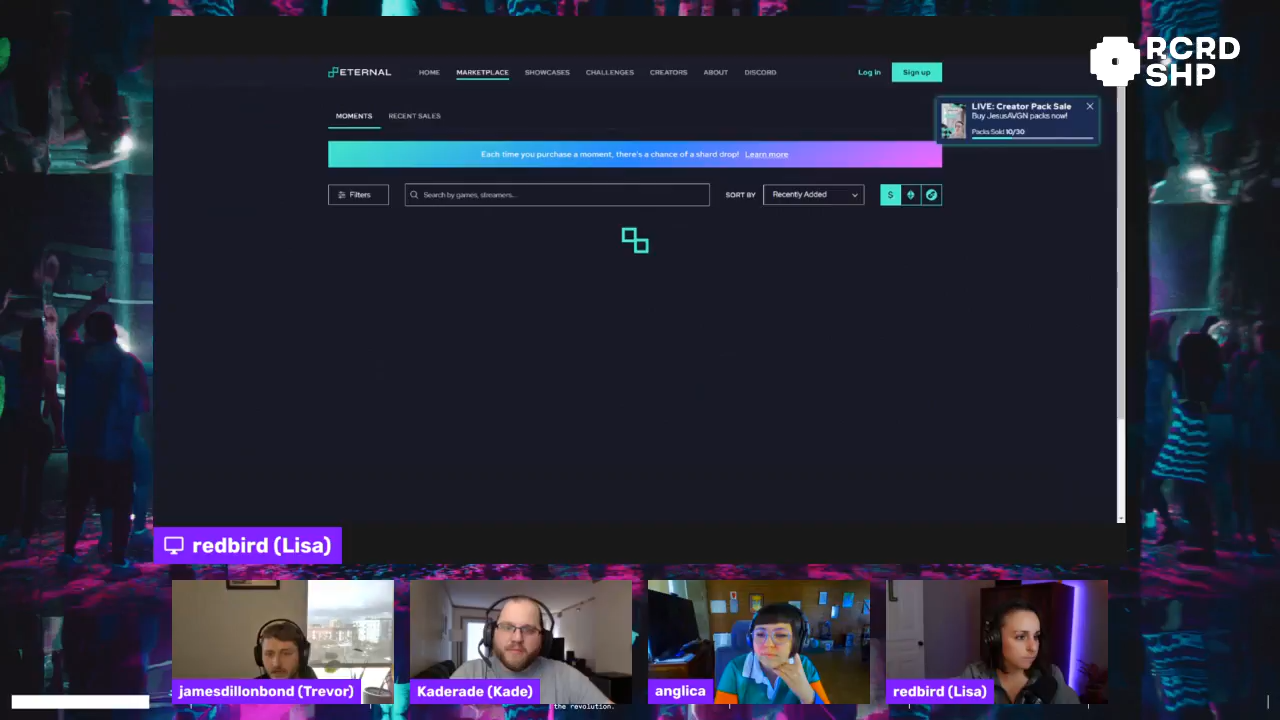 RCRD
SHP
ETERNAL
HOME
MARKETPLACE
SHOWCASES
CHALLENGES
CREATORS
ABOUT
DISCORD
Log in
Sign up
LIVE: Creator Pack Sale
Buy JesusAVGN packs now!
Packs Sold 10/30
MOMENTS
RECENT SALES
Each time you purchase a moment, there's a chance of a shard drop! Learn more
Filters
Search by games, streamers...
SORT BY
Recently Added
$
redbird (Lisa)
jamesdillonbond (Trevor)
Kaderade (Kade)
anglica
redbird (Lisa)
the revolution.